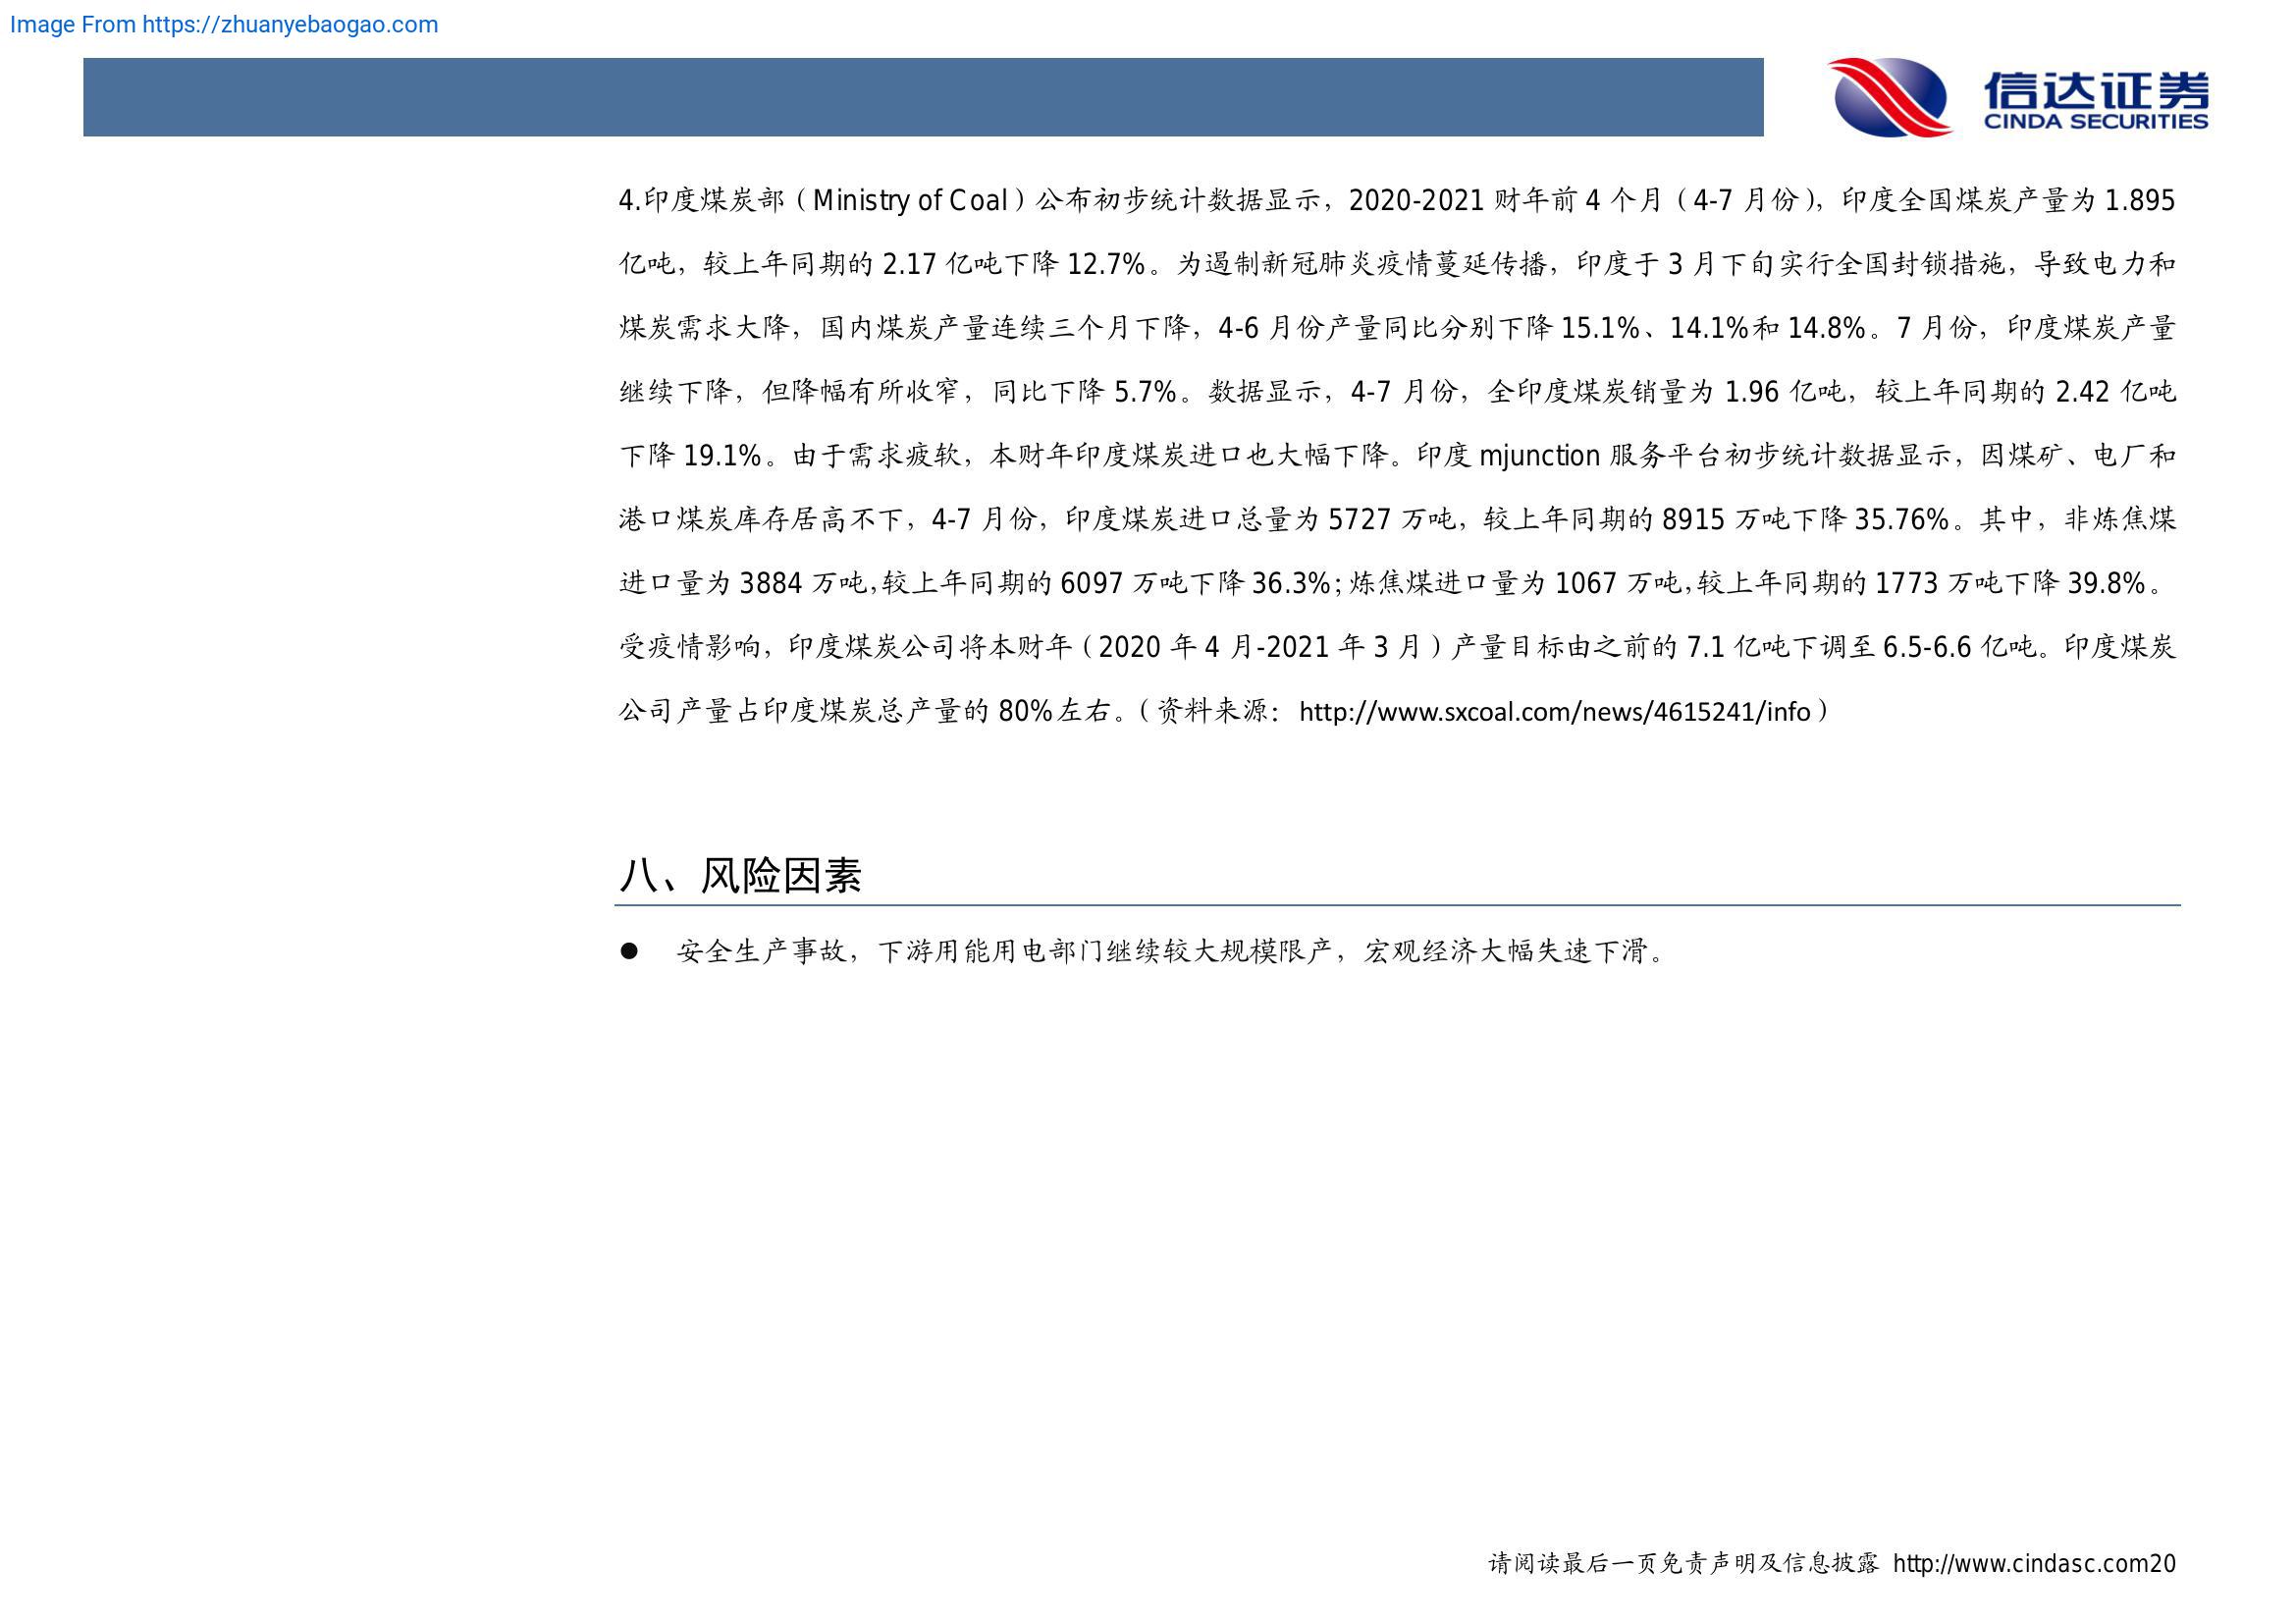 Image From https://zhuanyebaogao.com
信达证券
CINDA SECURITIES
4.印度煤炭部（Ministry of Coal）公布初步统计数据显示，2020-2021 财年前 4 个月（4-7 月份），印度全国煤炭产量为 1.895
亿吨，较上年同期的 2.17 亿吨下降 12.7%。为遏制新冠肺炎疫情蔓延传播，印度于 3 月下旬实行全国封锁措施，导致电力和
煤炭需求大降，国内煤炭产量连续三个月下降，4-6 月份产量同比分别下降 15.1%、14.1%和 14.8%。7 月份，印度煤炭产量
继续下降，但降幅有所收窄，同比下降 5.7%。数据显示，4-7 月份，全印度煤炭销量为 1.96 亿吨，较上年同期的 2.42 亿吨
下降 19.1%。由于需求疲软，本财年印度煤炭进口也大幅下降。印度 mjunction 服务平台初步统计数据显示，因煤矿、电厂和
港口煤炭库存居高不下，4-7 月份，印度煤炭进口总量为 5727 万吨，较上年同期的 8915 万吨下降 35.76%。其中，非炼焦煤
进口量为 3884 万吨，较上年同期的 6097 万吨下降 36.3%；炼焦煤进口量为 1067 万吨，较上年同期的 1773 万吨下降 39.8%。
受疫情影响，印度煤炭公司将本财年（2020 年 4 月-2021 年 3 月）产量目标由之前的 7.1 亿吨下调至 6.5-6.6 亿吨。印度煤炭
公司产量占印度煤炭总产量的 80%左右。（资料来源：http://www.sxcoal.com/news/4615241/info）
八、风险因素
● 安全生产事故，下游用能用电部门继续较大规模限产，宏观经济大幅失速下滑。
请阅读最后一页免责声明及信息披露 http://www.cindasc.com20